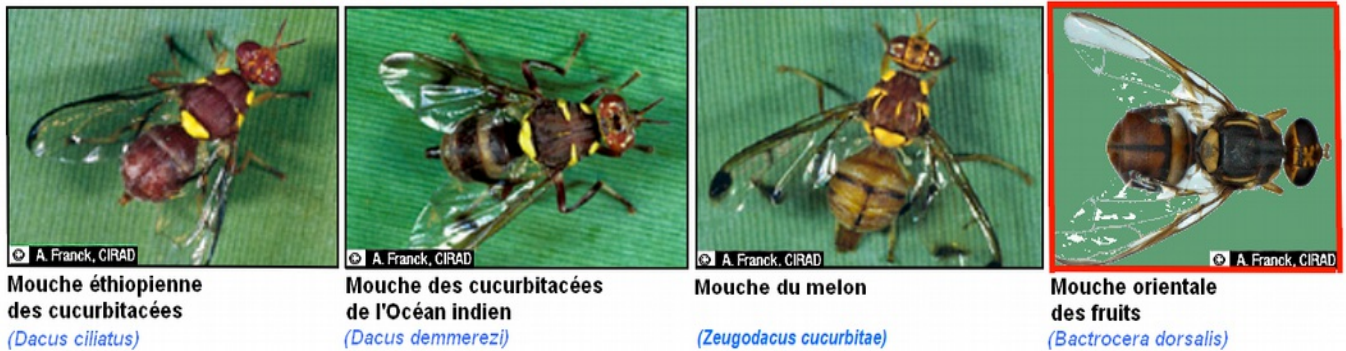 © A. Franck, CIRAD
© A. Franck, CIRAD
© A. Franck, CIRAD
© A. Franck, CIRAD
Mouche éthiopienne
des cucurbitacées
(Dacus ciliatus)
Mouche des cucurbitacées
de l'Océan indien
(Dacus demmerezi)
Mouche du melon
(Zeugodacus cucurbitae)
Mouche orientale
des fruits
(Bactrocera dorsalis)